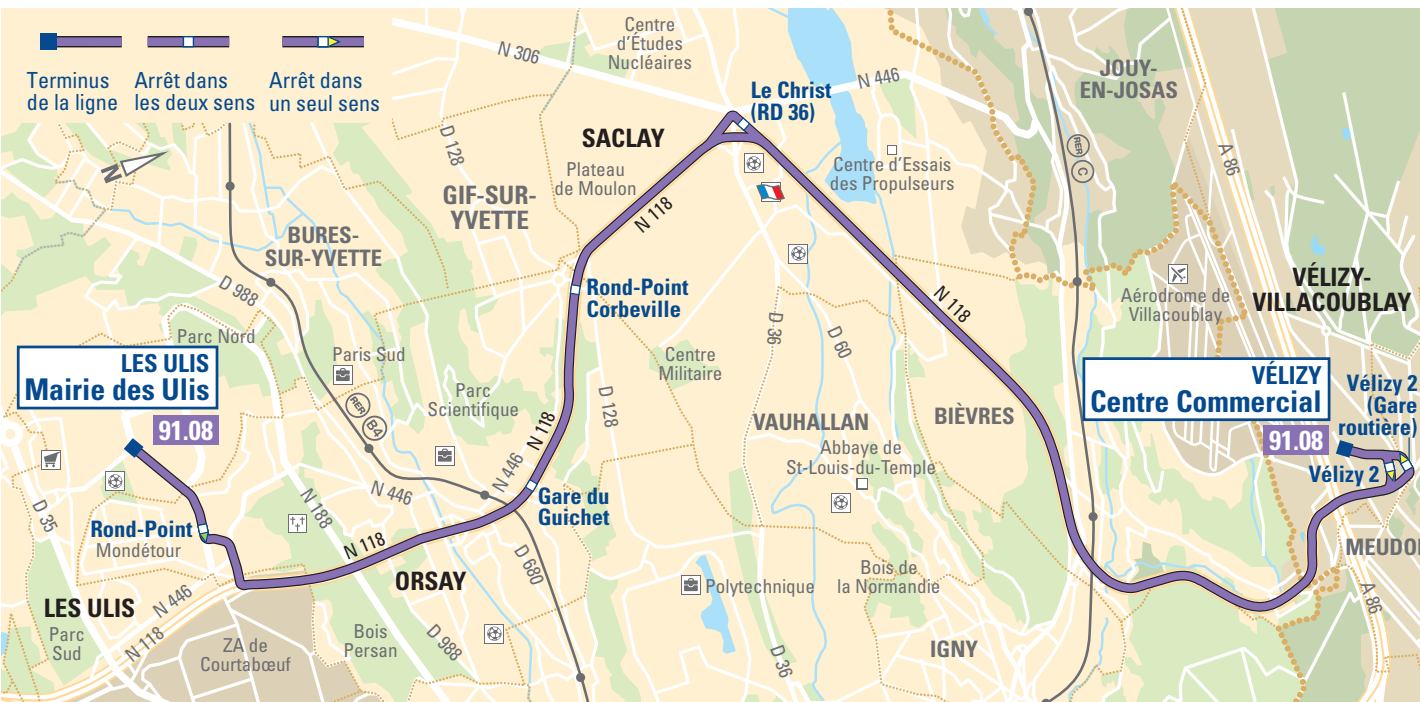 Terminus
de la ligne
Arrêt dans
les deux sens
Arrêt dans
un seul sens
N
N 306
Centre
d'Études
Nucléaires
Le Christ
(RD 36)
N 446
JOUY-
EN-JOSAS
RER
C
A 86
D 128
SACLAY
Plateau
de Moulon
Centre d'Essais
des Propulseurs
GIF-SUR-
YVETTE
N 118
BURES-
SUR-YVETTE
D 988
Rond-Point
Corbeville
D 36
D 60
N 118
Aérodrome de
Villacoublay
VÉLIZY-
VILLACOUBLAY
Parc Nord
Paris Sud
LES ULIS
Mairie des Ulis
91.08
RER
B4
Parc
Scientifique
N 118
D 128
Centre
Militaire
VAUHALLAN
BIÈVRES
VÉLIZY
Centre Commercial
91.08
Vélizy 2
(Gare
routière)
Vélizy 2
Abbaye de
St-Louis-du-Temple
N 446
N 446
Gare du
Guichet
D 35
Rond-Point
Mondétour
N 188
N 118
D 680
ORSAY
Polytechnique
Bois de
la Normandie
MEUDON
A 86
LES ULIS
N 446
N 118
Parc
Sud
ZA de
Courtabœuf
Bois
Persan
D 988
D 36
IGNY